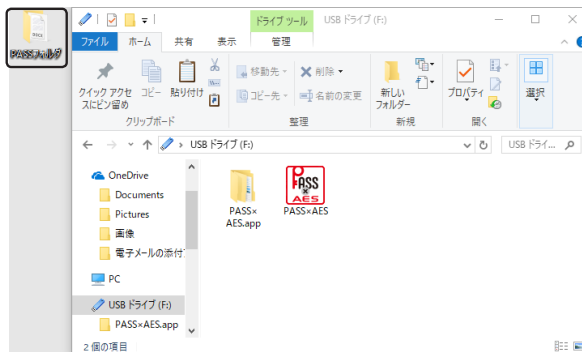 PASSフォルダ
ドライブ ツール
USB ドライブ (F:)
ファイル
ホーム
共有
表示
管理
クイック アクセスにピン留め
コピー
貼り付け
移動先
コピー先
削除
名前の変更
新しいフォルダー
プロパティ
選択
クリップボード
整理
新規
開く
USB ドライブ (F:)
USB ドライ...
OneDrive
Documents
Pictures
画像
電子メールの添付フ
PC
USB ドライブ (F:)
PASS×AES.app
PASS×
AES.app
PASS
×
AES
PASS×AES
2 個の項目